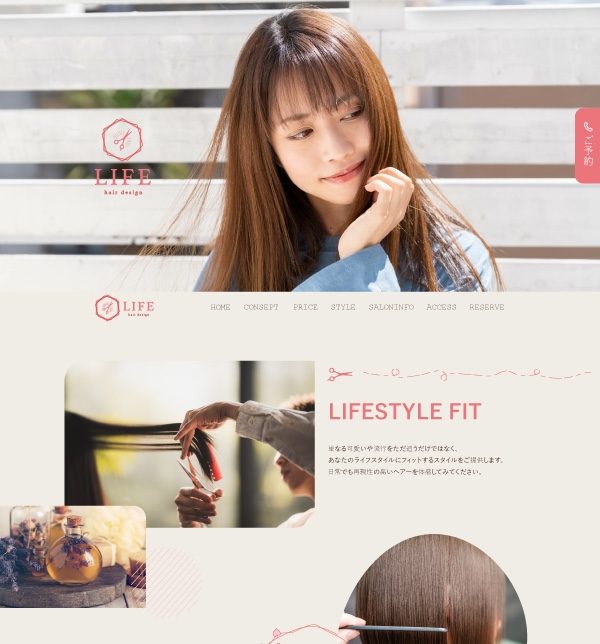 LIFE
hair design
ご予約
LIFE
hair design
HOME CONSEPT PRICE STYLE SALONINFO ACCESS RESERVE
LIFESTYLE FIT
単なる可愛いや流行をただ追うだけではなく、
あなたのライフスタイルにフィットするスタイルをご提供します。
日常でも再現性の高いヘアーを体感してみてください。